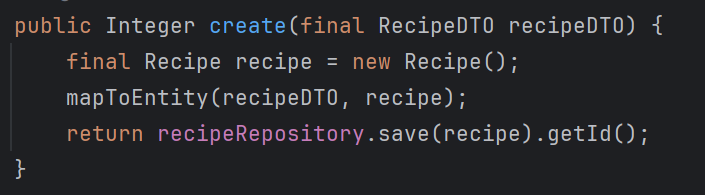 public Integer create(final RecipeDTO recipeDTO) {
    final Recipe recipe = new Recipe();
    mapToEntity(recipeDTO, recipe);
    return recipeRepository.save(recipe).getId();
}